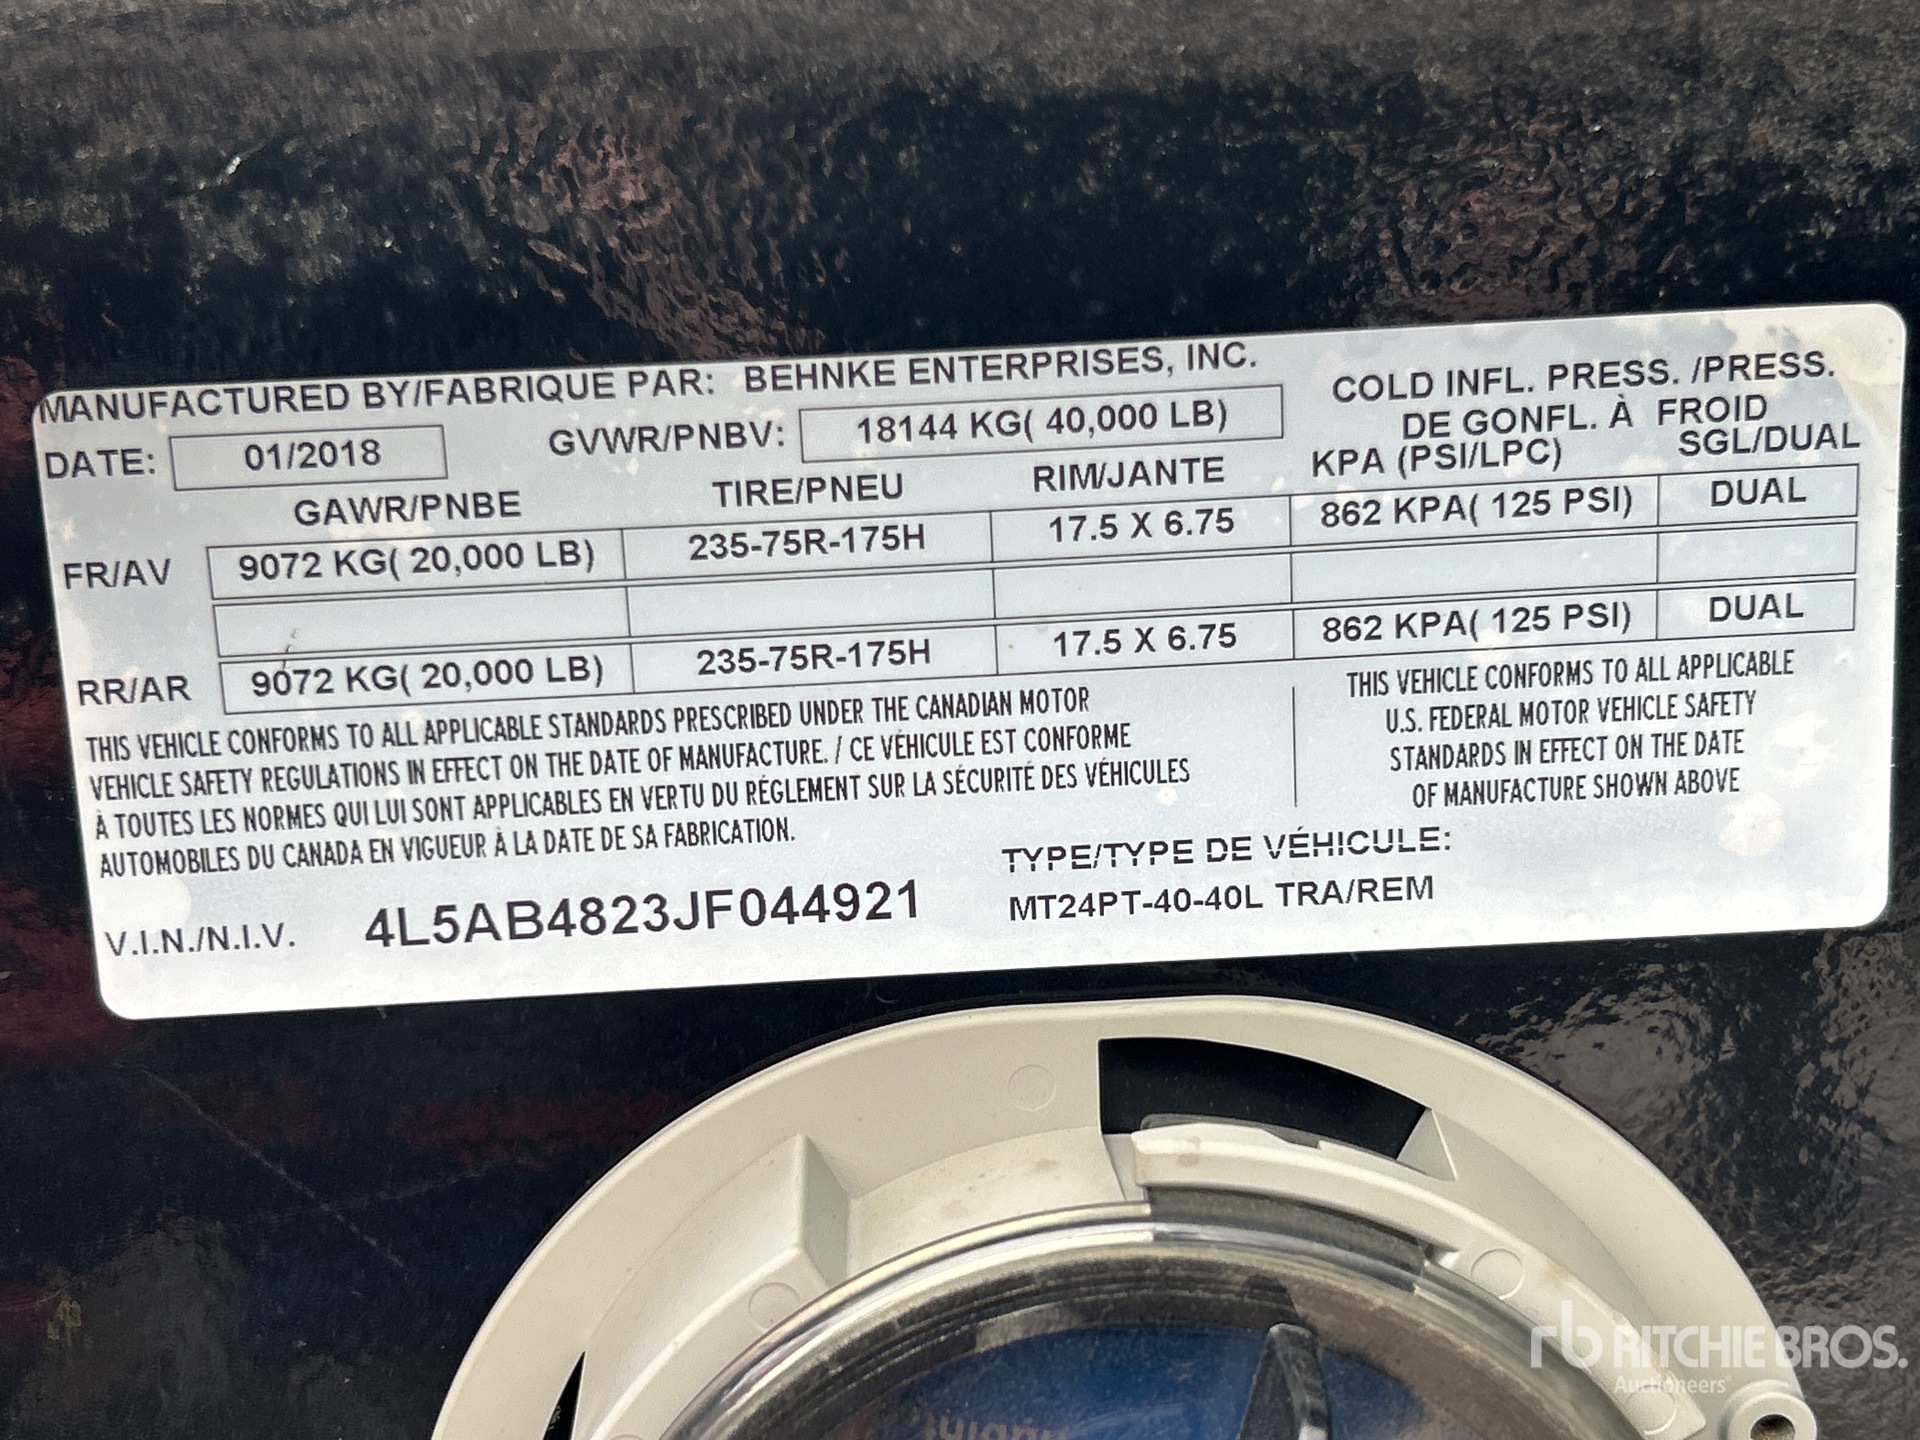 MANUFACTURED BY/FABRIQUE PAR: BEHNKE ENTERPRISES, INC.
DATE: 01/2018 GVWR/PNBV: 18144 KG( 40,000 LB)
COLD INFL. PRESS. /PRESS.
DE GONFL. À FROID
GAWR/PNBE TIRE/PNEU RIM/JANTE KPA (PSI/LPC) SGL/DUAL
FR/AV 9072 KG( 20,000 LB) 235-75R-175H 17.5 X 6.75 862 KPA( 125 PSI) DUAL
RR/AR 9072 KG( 20,000 LB) 235-75R-175H 17.5 X 6.75 862 KPA( 125 PSI) DUAL
THIS VEHICLE CONFORMS TO ALL APPLICABLE STANDARDS PRESCRIBED UNDER THE CANADIAN MOTOR
VEHICLE SAFETY REGULATIONS IN EFFECT ON THE DATE OF MANUFACTURE. / CE VÉHICULE EST CONFORME
À TOUTES LES NORMES QUI LUI SONT APPLICABLES EN VERTU DU RÉGLEMENT SUR LA SÉCURITÉ DES VÉHICULES
AUTOMOBILES DU CANADA EN VIGUEUR À LA DATE DE SA FABRICATION.
THIS VEHICLE CONFORMS TO ALL APPLICABLE
U.S. FEDERAL MOTOR VEHICLE SAFETY
STANDARDS IN EFFECT ON THE DATE
OF MANUFACTURE SHOWN ABOVE
V.I.N./N.I.V. 4L5AB4823JF044921
TYPE/TYPE DE VÉHICULE:
MT24PT-40-40L TRA/REM
rb RITCHIE BROS.
Auctioneers